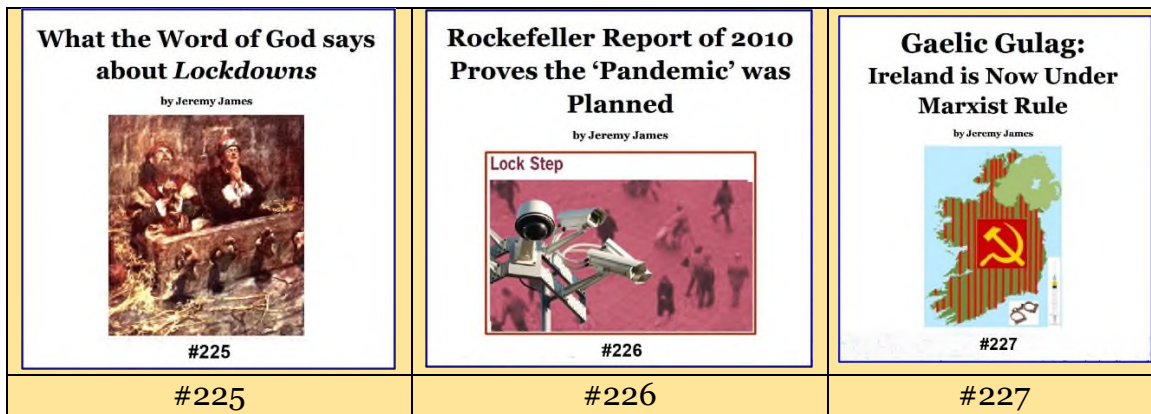 What the Word of God says
about Lockdowns
by Jeremy James
#225
Rockefeller Report of 2010
Proves the ‘Pandemic’ was
Planned
by Jeremy James
Lock Step
#226
Gaelic Gulag:
Ireland is Now Under
Marxist Rule
by Jeremy James
#227
#225
#226
#227